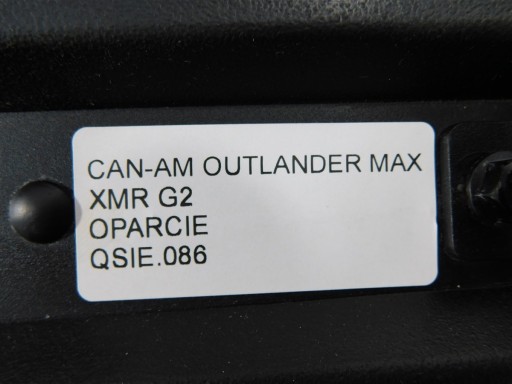 CAN-AM OUTLANDER MAX
XMR G2
OPARCIE
QSIE.086